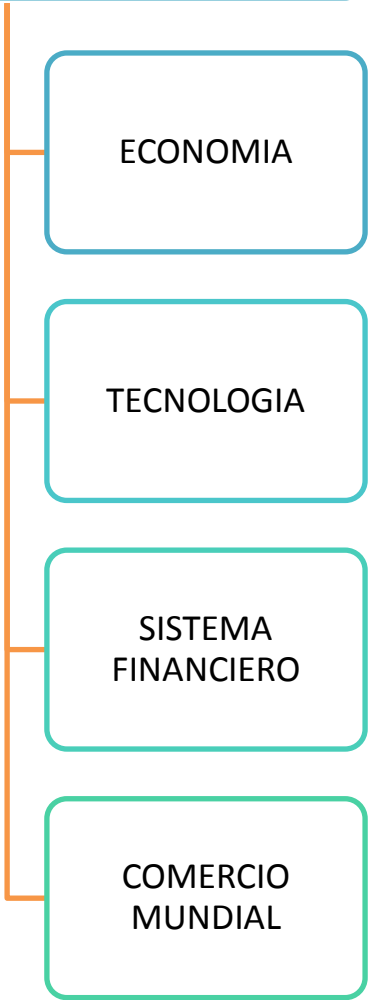 ECONOMIA
TECNOLOGIA
SISTEMA
FINANCIERO
COMERCIO
MUNDIAL